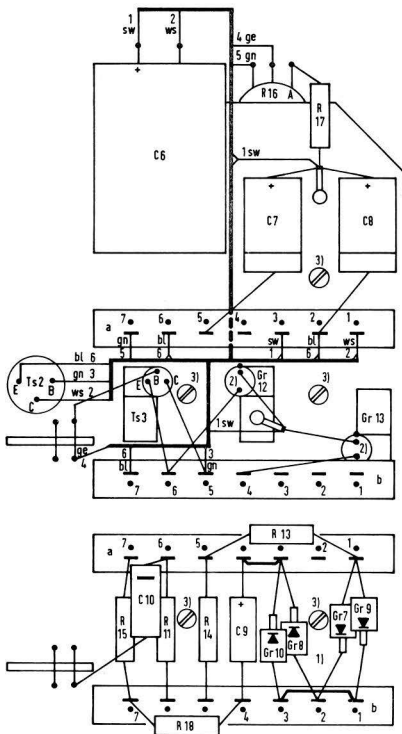 1 sw
2 ws
4 ge
5 gn
R16 A
R 17
+
C6
1 sw
+ C7
+ C8
3)
a 7 6 5 4 3 2 1
gn bl sw bl ws
5 6 1 6 2
bl 6
gn 3
ws 2
E B C
Ts2
E B C
3)
2)
Gr 12
3)
Ts3
Gr 13
1 sw
2)
ge
4
6 3
bl gn
b
7 6 5 4 3 2 1
R 13
a 7 6 5 2 1
C10
3)
+
3)
R 15
R 11
R 14
C 9
Gr10
Gr8
Gr7
Gr9
1)
b
7 4 3 2 1
R 18